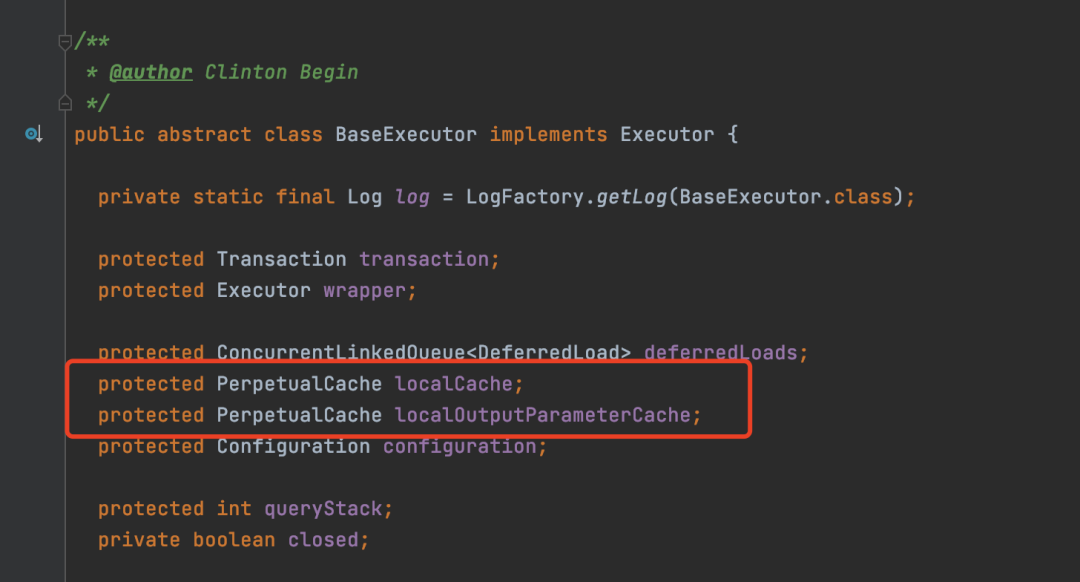 /**
 * @author Clinton Begin
 */
public abstract class BaseExecutor implements Executor {
private static final Log log = LogFactory.getLog(BaseExecutor.class);
protected Transaction transaction;
protected Executor wrapper;
protected ConcurrentLinkedQueue<DeferredLoad> deferredLoads;
protected PerpetualCache localCache;
protected PerpetualCache localOutputParameterCache;
protected Configuration configuration;
protected int queryStack;
private boolean closed;